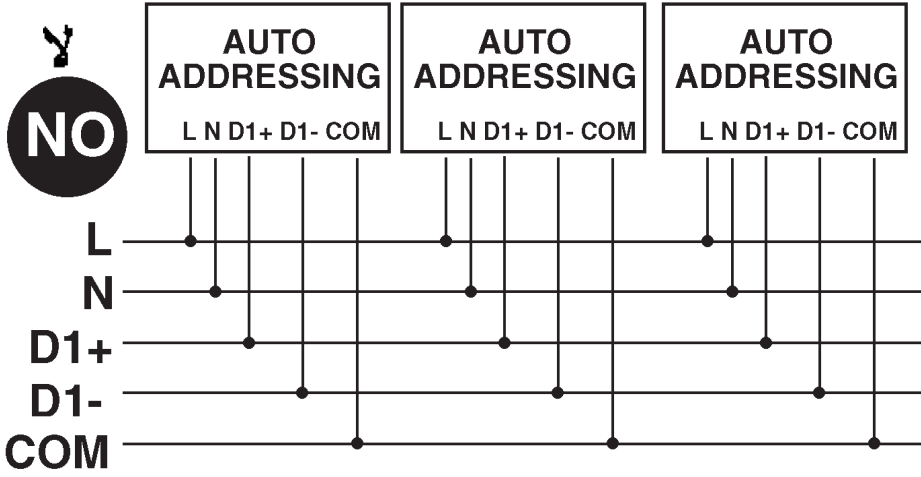 AUTO ADDRESSING
L N D1+ D1- COM
AUTO ADDRESSING
L N D1+ D1- COM
AUTO ADDRESSING
L N D1+ D1- COM
NO
L
N
D1+
D1-
COM